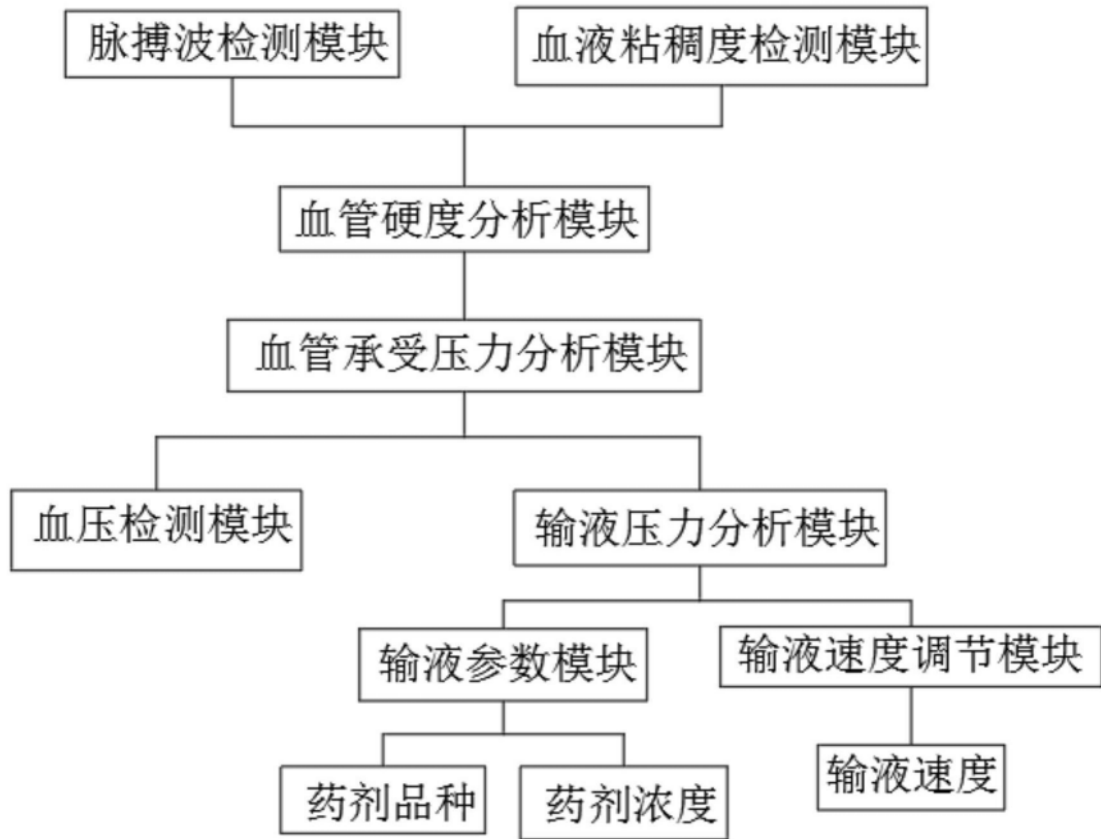 脉搏波检测模块
血液粘稠度检测模块
血管硬度分析模块
血管承受压力分析模块
血压检测模块
输液压力分析模块
输液参数模块
输液速度调节模块
药剂品种
药剂浓度
输液速度